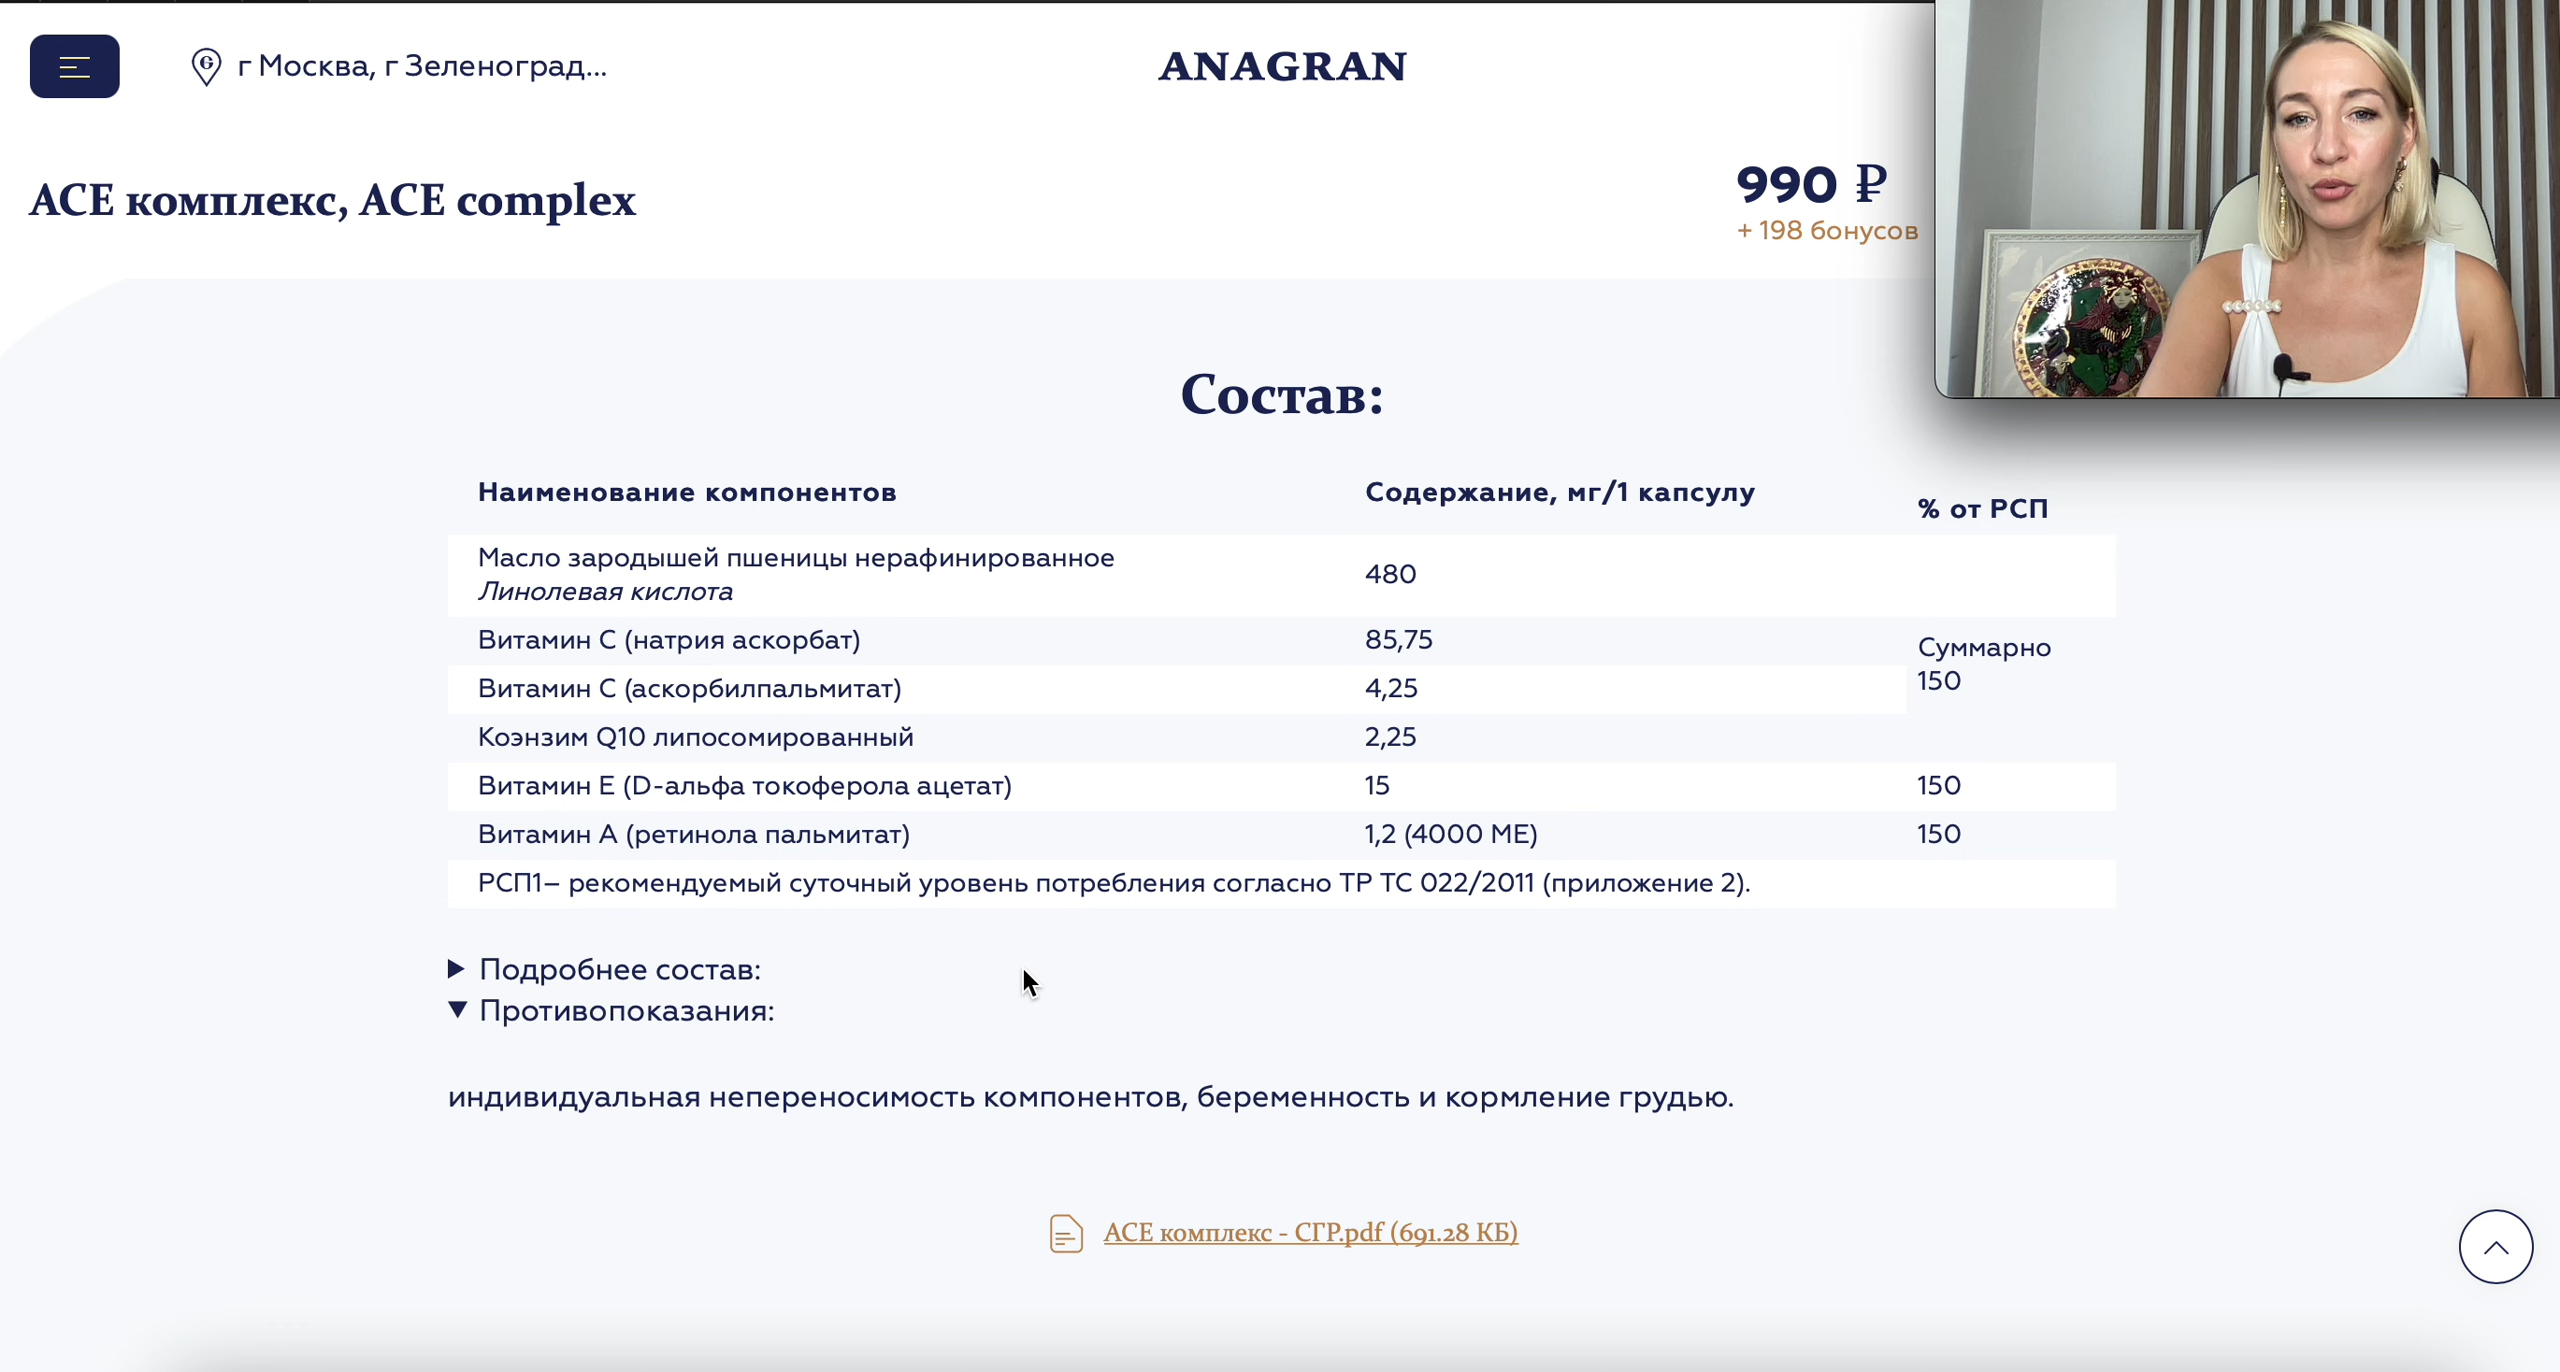 г Москва, г Зеленоград...
ANAGRAN
ACE комплекс, ACE complex
990 ₽
+ 198 бонусов
Состав:
Наименование компонентов Содержание, мг/1 капсулу % от РСП
Масло зародышей пшеницы нерафинированное
Линолевая кислота
480
Витамин С (натрия аскорбат) 85,75
Суммарно
150
Витамин С (аскорбилпальмитат) 4,25
Коэнзим Q10 липосомированный 2,25
Витамин Е (D-альфа токоферола ацетат) 15 150
Витамин А (ретинола пальмитат) 1,2 (4000 МЕ) 150
РСП1– рекомендуемый суточный уровень потребления согласно ТР ТС 022/2011 (приложение 2).
Подробнее состав:
Противопоказания:
индивидуальная непереносимость компонентов, беременность и кормление грудью.
ACE комплекс - СГР.pdf (691.28 КБ)